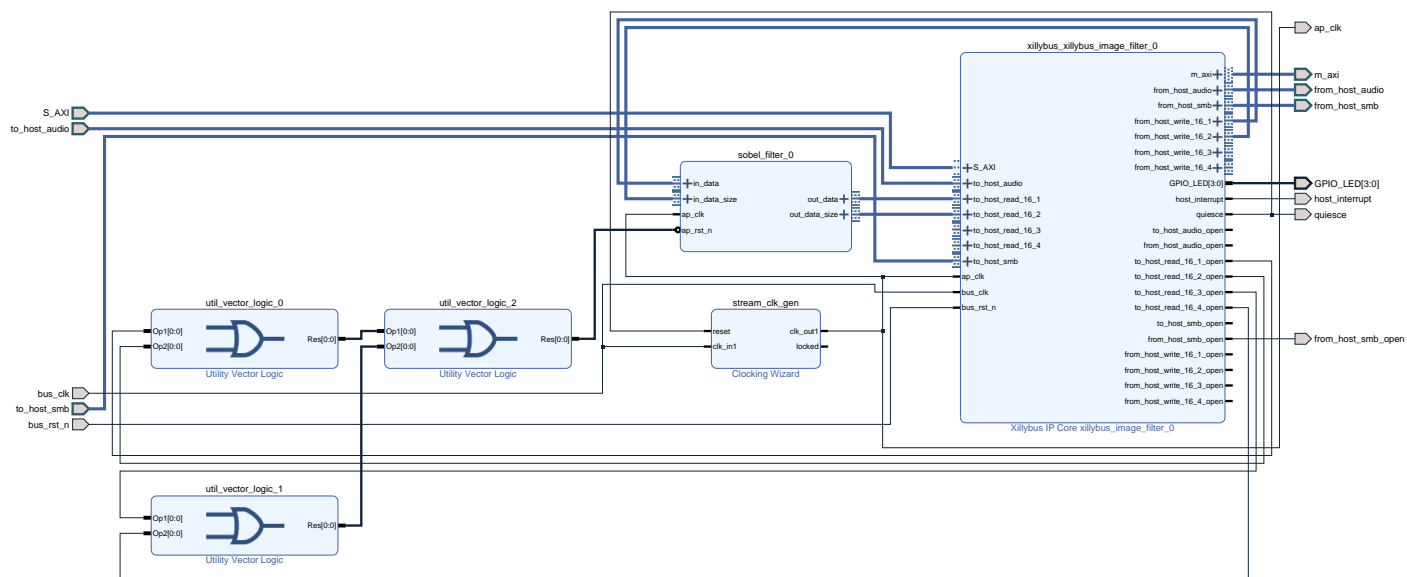 xillybus_xillybus_image_filter_0
ap_clk
m_axi
m_axi
from_host_audio
from_host_audio
from_host_smb
from_host_smb
from_host_write_16_1
from_host_write_16_2
from_host_write_16_3
from_host_write_16_4
GPIO_LED[3:0]
GPIO_LED[3:0]
host_interrupt
host_interrupt
quiesce
quiesce
to_host_audio_open
from_host_audio_open
to_host_read_16_1_open
to_host_read_16_2_open
to_host_read_16_3_open
to_host_read_16_4_open
to_host_smb_open
from_host_smb_open
from_host_smb_open
from_host_write_16_1_open
from_host_write_16_2_open
from_host_write_16_3_open
from_host_write_16_4_open
S_AXI
to_host_audio
to_host_read_16_1
to_host_read_16_2
to_host_read_16_3
to_host_read_16_4
to_host_smb
ap_clk
bus_clk
bus_rst_n
Xillybus IP Core xillybus_image_filter_0
S_AXI
to_host_audio
sobel_filter_0
in_data
in_data_size
ap_clk
ap_rst_n
out_data
out_data_size
util_vector_logic_0
Op1[0:0]
Op2[0:0]
Res[0:0]
Utility Vector Logic
util_vector_logic_2
Op1[0:0]
Op2[0:0]
Res[0:0]
Utility Vector Logic
stream_clk_gen
reset
clk_in1
clk_out1
locked
Clocking Wizard
bus_clk
to_host_smb
bus_rst_n
util_vector_logic_1
Op1[0:0]
Op2[0:0]
Res[0:0]
Utility Vector Logic